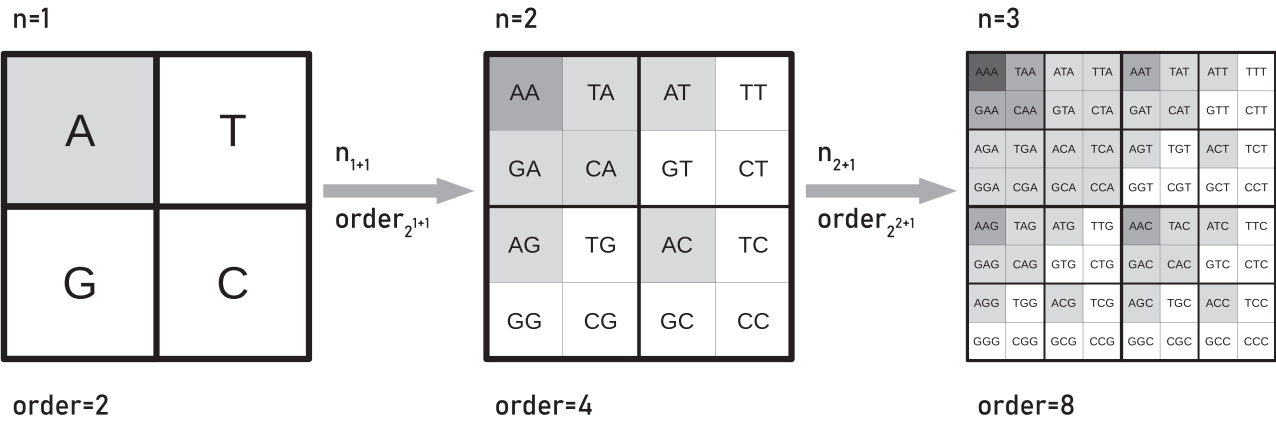 n=1
n=2
n=3
A T
G C
n1+1
order2^1+1
AA TA AT TT
GA CA GT CT
AG TG AC TC
GG CG GC CC
n2+1
order2^2+1
AAA TAA ATA TTA AAT TAT ATT TTT
GAA CAA GTA CTA GAT CAT GTT CTT
AGA TGA ACA TCA AGT TGT ACT TCT
GGA CGA GCA CCA GGT CGT GCT CCT
AAG TAG ATG TTG AAC TAC ATC TTC
GAG CAG GTG CTG GAC CAC GTC CTC
AGG TGG ACG TCG AGC TGC ACC TCC
GGG CGG GCG CCG GGC CGC GCC CCC
order=2
order=4
order=8